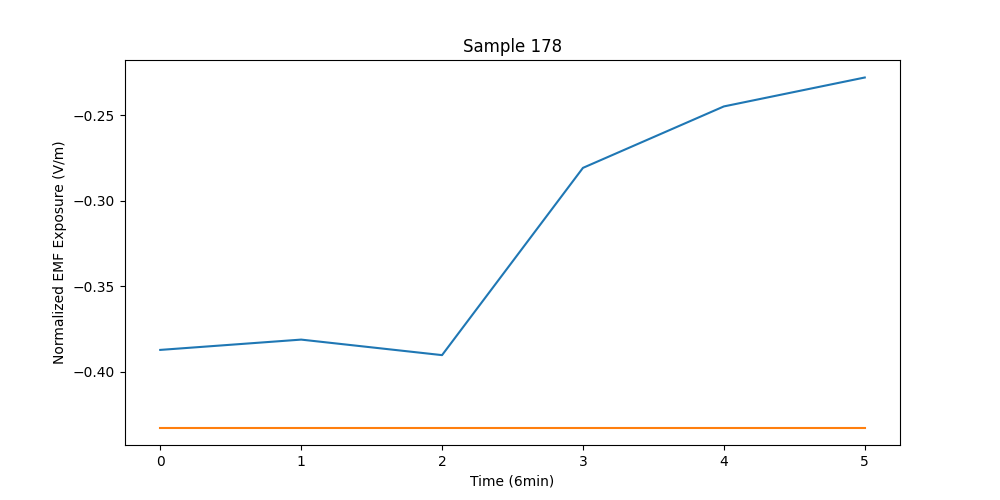 Sample 178
Normalized EMF Exposure (V/m)
−0.25
−0.30
−0.35
−0.40
0 1 2 3 4 5
Time (6min)